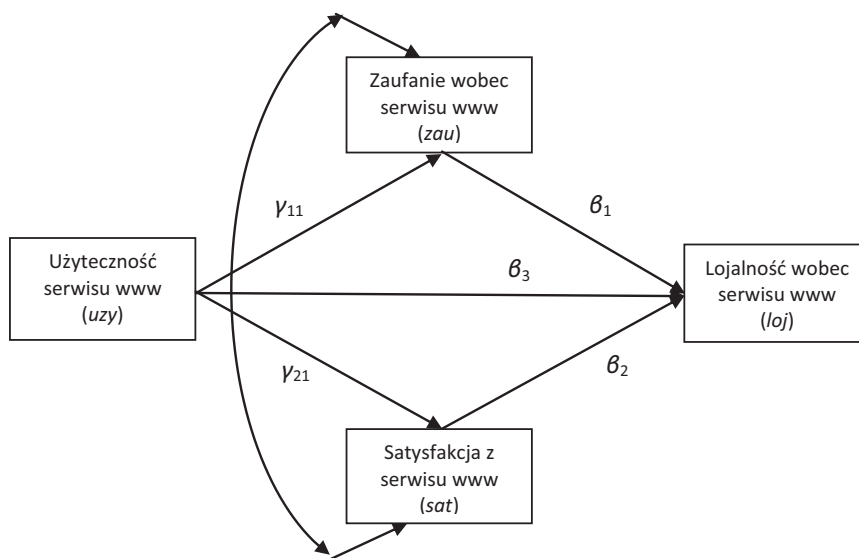 Zaufanie wobec
serwisu www
(zau)
γ11
β1
Użyteczność
serwisu www
(uzy)
β3
Lojalność wobec
serwisu www
(loj)
γ21
β2
Satysfakcja z
serwisu www
(sat)